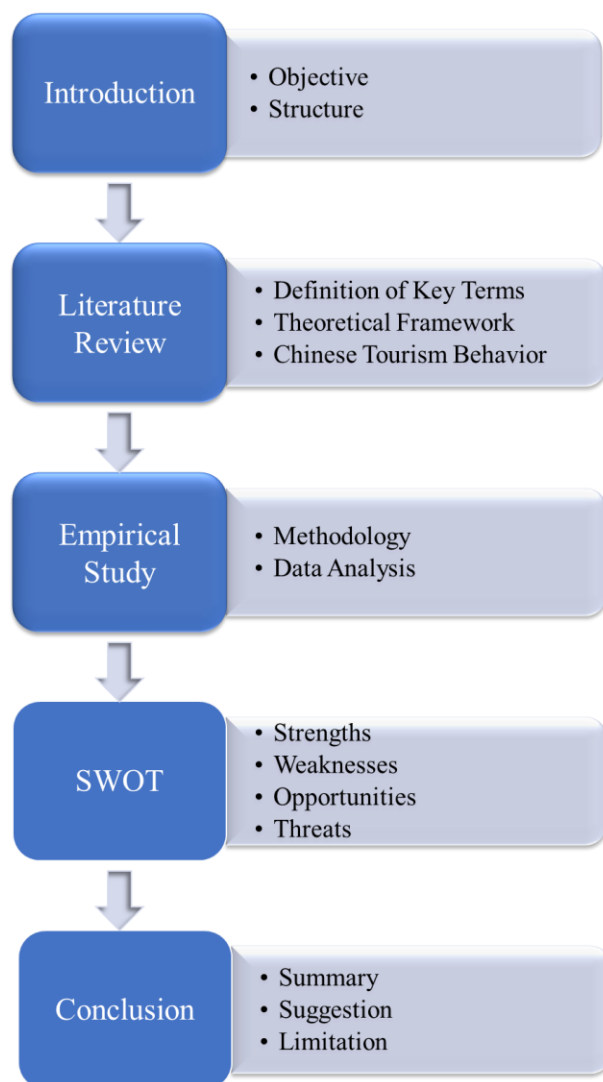 Introduction
• Objective
• Structure
Literature
Review
• Definition of Key Terms
• Theoretical Framework
• Chinese Tourism Behavior
Empirical
Study
• Methodology
• Data Analysis
SWOT
• Strengths
• Weaknesses
• Opportunities
• Threats
Conclusion
• Summary
• Suggestion
• Limitation